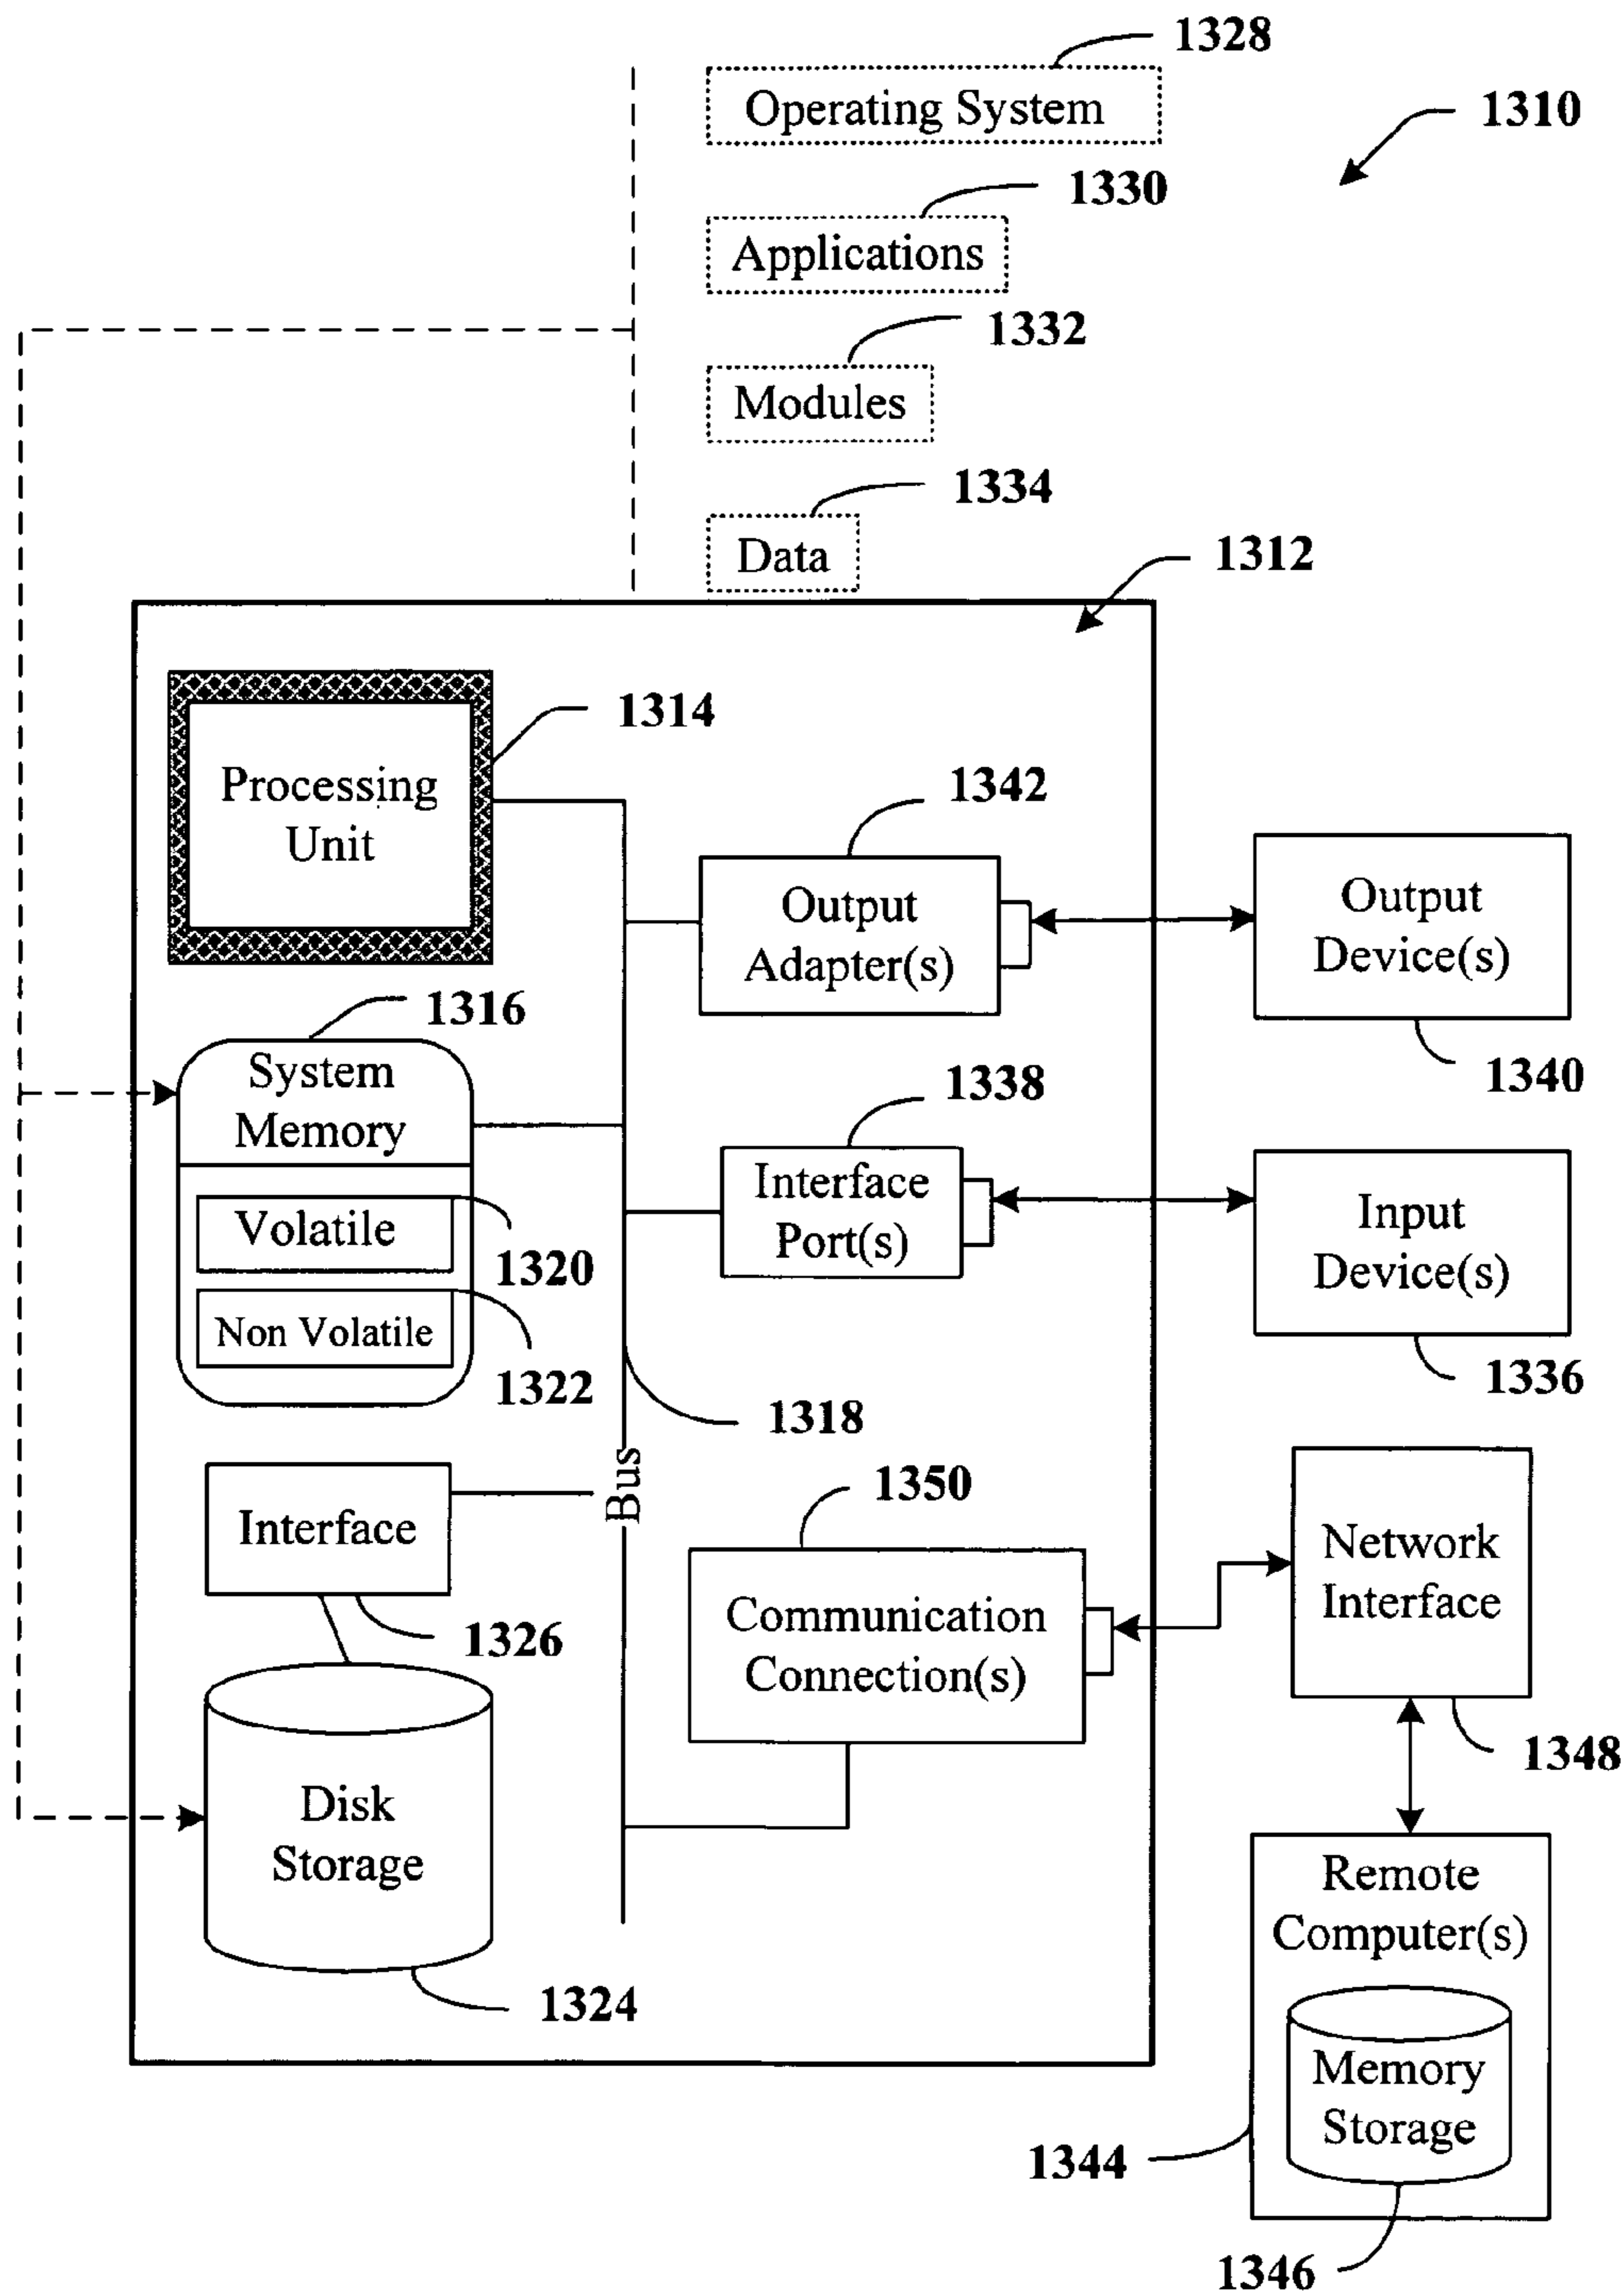 1328
Operating System
1310
1330
Applications
1332
Modules
1334
Data
1312
1314
Processing
Unit
1342
Output
Adapter(s)
Output
Device(s)
1340
1316
System
Memory
1338
Interface
Port(s)
Input
Device(s)
1336
Volatile
1320
Non Volatile
1322
1318
Bus
Interface
1326
1350
Communication
Connection(s)
Network
Interface
1348
Disk
Storage
1324
Remote
Computer(s)
Memory
Storage
1344
1346